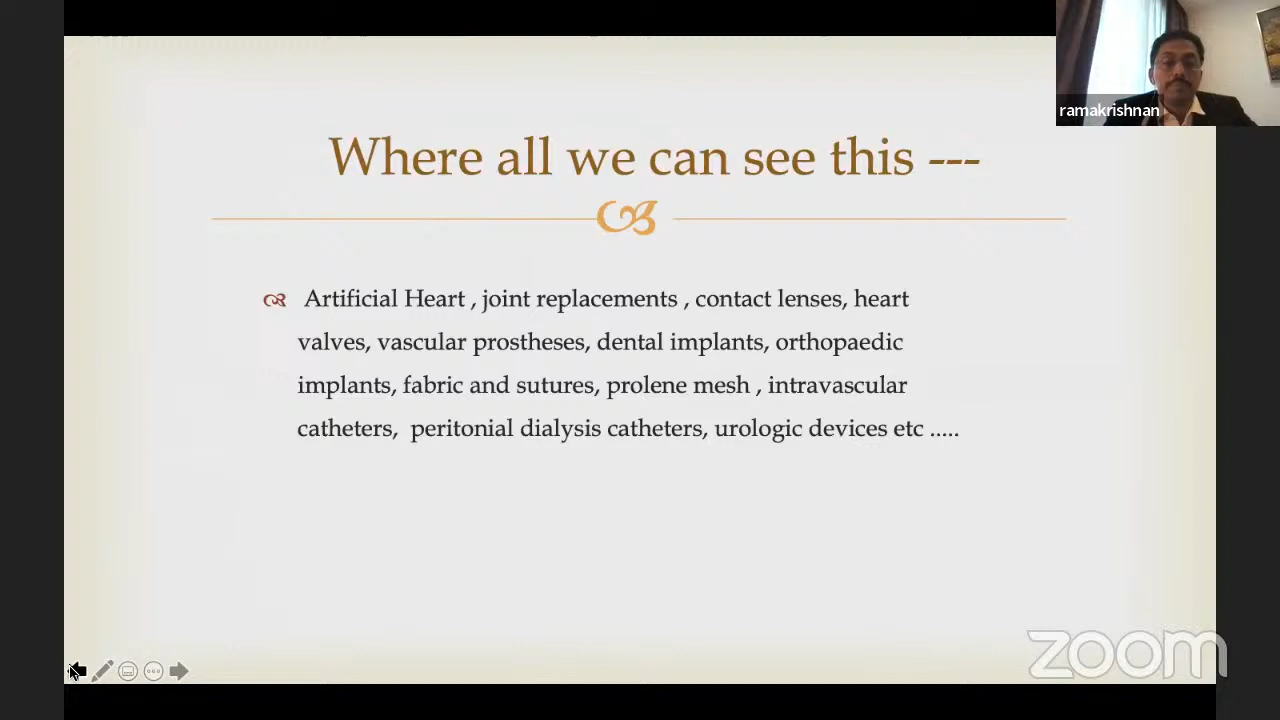 ramakrishnan
Where all we can see this ---
Artificial Heart , joint replacements , contact lenses, heart
valves, vascular prostheses, dental implants, orthopaedic
implants, fabric and sutures, prolene mesh , intravascular
catheters,  peritonial dialysis catheters, urologic devices etc .....
zoom